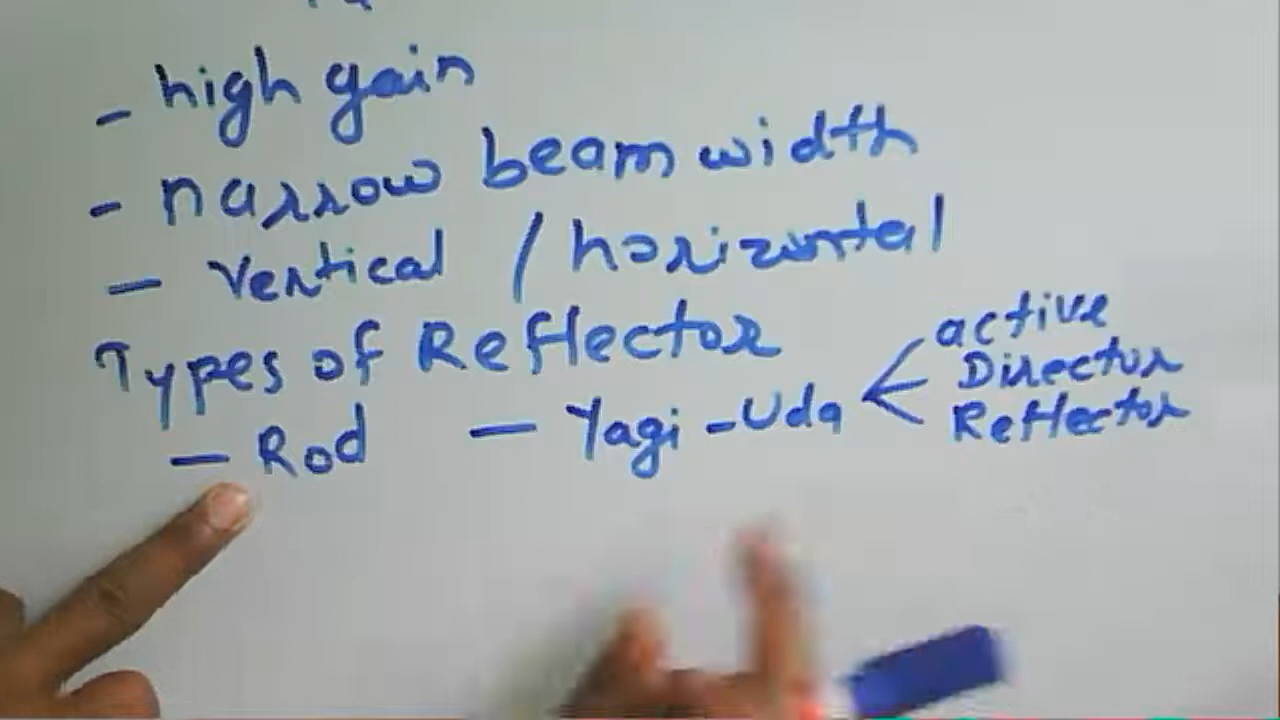 - high gain
- narrow beam width
- vertical / horizontal
Types of Reflector
- Rod - Yagi - Uda
active
Director
Reflector